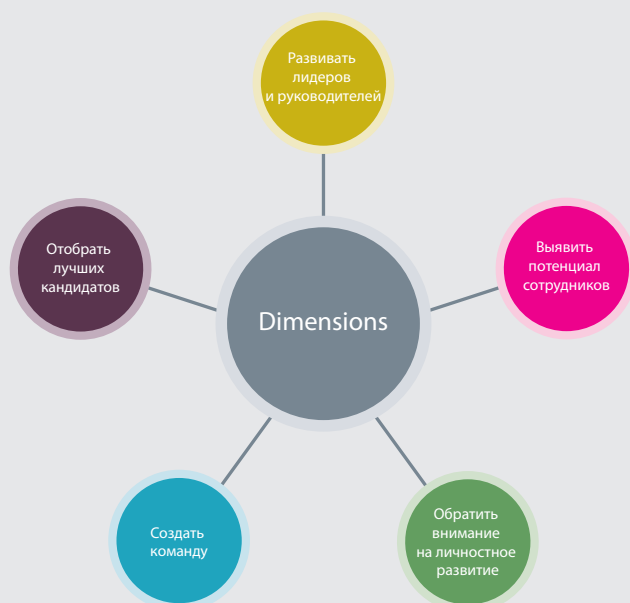 Развивать
лидеров
и руководителей
Отобрать
лучших
кандидатов
Выявить
потенциал
сотрудников
Dimensions
Создать
команду
Обратить
внимание
на личностное
развитие